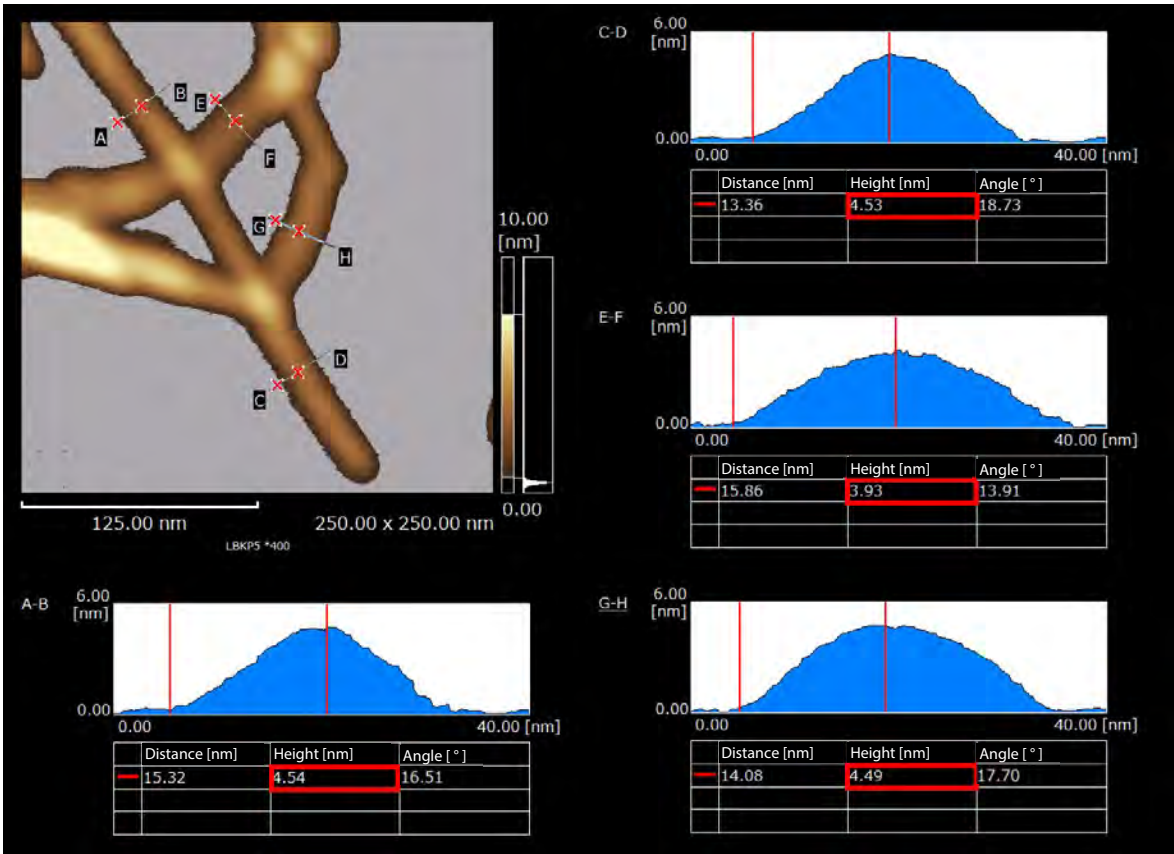 B
E
A
F
G
H
D
C
10.00
[nm]
0.00
125.00 nm
250.00 x 250.00 nm
LBKP5 *400
A-B
6.00
[nm]
0.00
0.00
40.00 [nm]
Distance [nm] Height [nm] Angle [ ° ]
15.32 4.54 16.51
C-D
6.00
[nm]
0.00
0.00
40.00 [nm]
Distance [nm] Height [nm] Angle [ ° ]
13.36 4.53 18.73
E-F
6.00
[nm]
0.00
0.00
40.00 [nm]
Distance [nm] Height [nm] Angle [ ° ]
15.86 3.93 13.91
G-H
6.00
[nm]
0.00
0.00
40.00 [nm]
Distance [nm] Height [nm] Angle [ ° ]
14.08 4.49 17.70